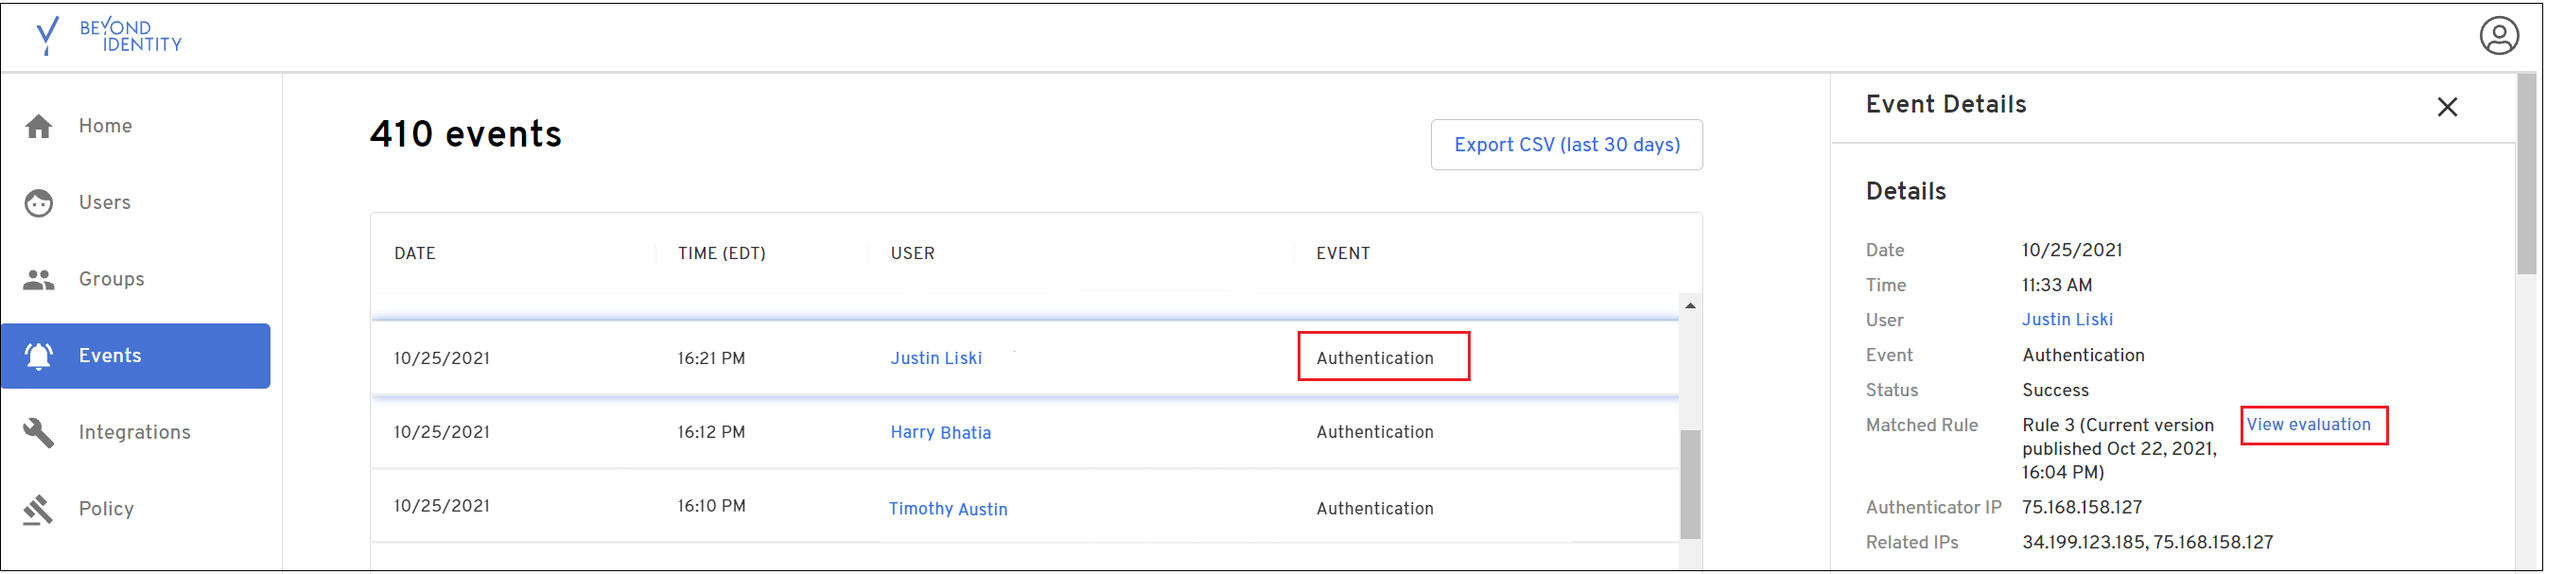 BEYOND
IDENTITY
Home
Users
Groups
Events
Integrations
Policy
410 events
Export CSV (last 30 days)
DATE TIME (EDT) USER EVENT
10/25/2021 16:21 PM Justin Liski Authentication
10/25/2021 16:12 PM Harry Bhatia Authentication
10/25/2021 16:10 PM Timothy Austin Authentication
Event Details
Details
Date 10/25/2021
Time 11:33 AM
User Justin Liski
Event Authentication
Status Success
Matched Rule Rule 3 (Current version View evaluation
published Oct 22, 2021,
16:04 PM)
Authenticator IP 75.168.158.127
Related IPs 34.199.123.185, 75.168.158.127